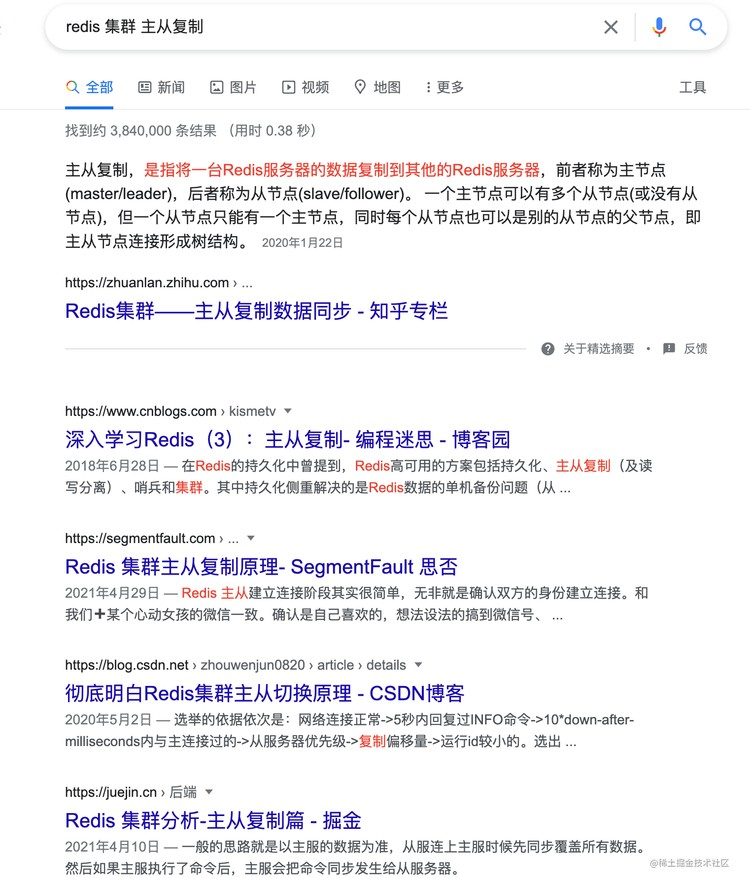 redis 集群 主从复制
全部 新闻 图片 视频 地图 更多 工具
找到约 3,840,000 条结果 （用时 0.38 秒）
主从复制，是指将一台Redis服务器的数据复制到其他的Redis服务器，前者称为主节点
(master/leader)，后者称为从节点(slave/follower)。 一个主节点可以有多个从节点(或没有从
节点)，但一个从节点只能有一个主节点，同时每个从节点也可以是别的从节点的父节点，即
主从节点连接形成树结构。 2020年1月22日
https://zhuanlan.zhihu.com › ...
Redis集群——主从复制数据同步 - 知乎专栏
关于精选摘要 • 反馈
https://www.cnblogs.com › kismetv
深入学习Redis（3）：主从复制- 编程迷思 - 博客园
2018年6月28日 — 在Redis的持久化中曾提到，Redis高可用的方案包括持久化、主从复制（及读
写分离）、哨兵和集群。其中持久化侧重解决的是Redis数据的单机备份问题（从 ...
https://segmentfault.com › ...
Redis 集群主从复制原理- SegmentFault 思否
2021年4月29日 — Redis 主从建立连接阶段其实很简单，无非就是确认双方的身份建立连接。和
我们➕某个心动女孩的微信一致。确认是自己喜欢的，想法设法的搞到微信号、 ...
https://blog.csdn.net › zhouwenjun0820 › article › details
彻底明白Redis集群主从切换原理 - CSDN博客
2020年5月2日 — 选举的依据依次是：网络连接正常->5秒内回复过INFO命令->10*down-after-
milliseconds内与主连接过的->从服务器优先级->复制偏移量->运行id较小的。选出 ...
https://juejin.cn › 后端
Redis 集群分析-主从复制篇 - 掘金
2021年4月10日 — 一般的思路就是以主服的数据为准，从服连上主服时候先同步覆盖所有数据。
然后如果主服执行了命令后，主服会把命令同步发生给从服务器。
@稀土掘金技术社区